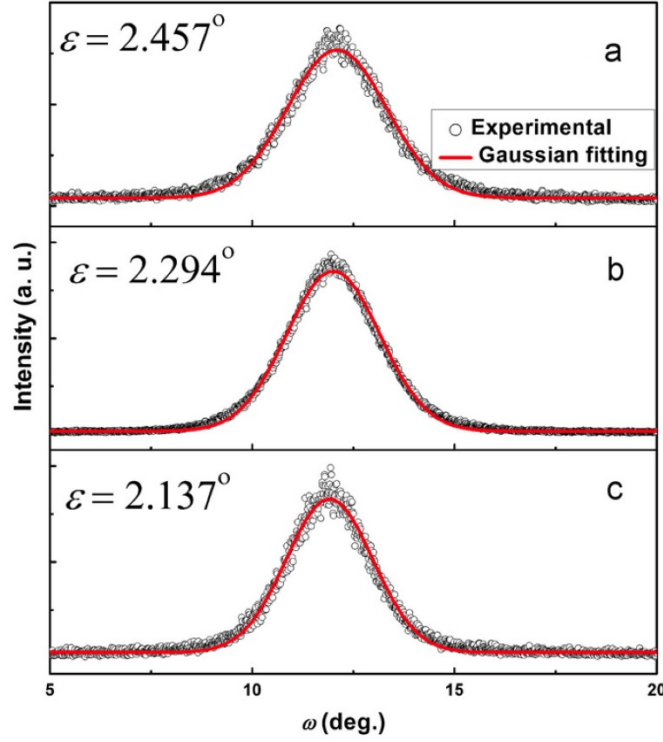 ε = 2.457°
a
Experimental
Gaussian fitting
ε = 2.294°
b
Intensity (a. u.)
ε = 2.137°
c
5 10 15 20
ω (deg.)